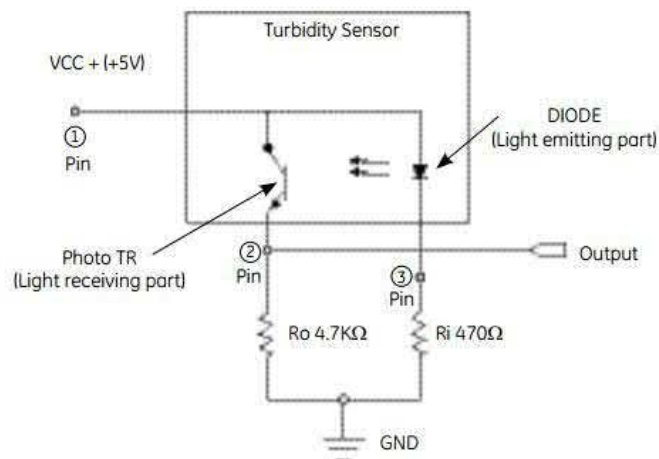 Turbidity Sensor
VCC + (+5V)
①
Pin
DIODE
(Light emitting part)
Photo TR
(Light receiving part)
②
Pin
③
Pin
Output
Ro 4.7KΩ
Ri 470Ω
GND